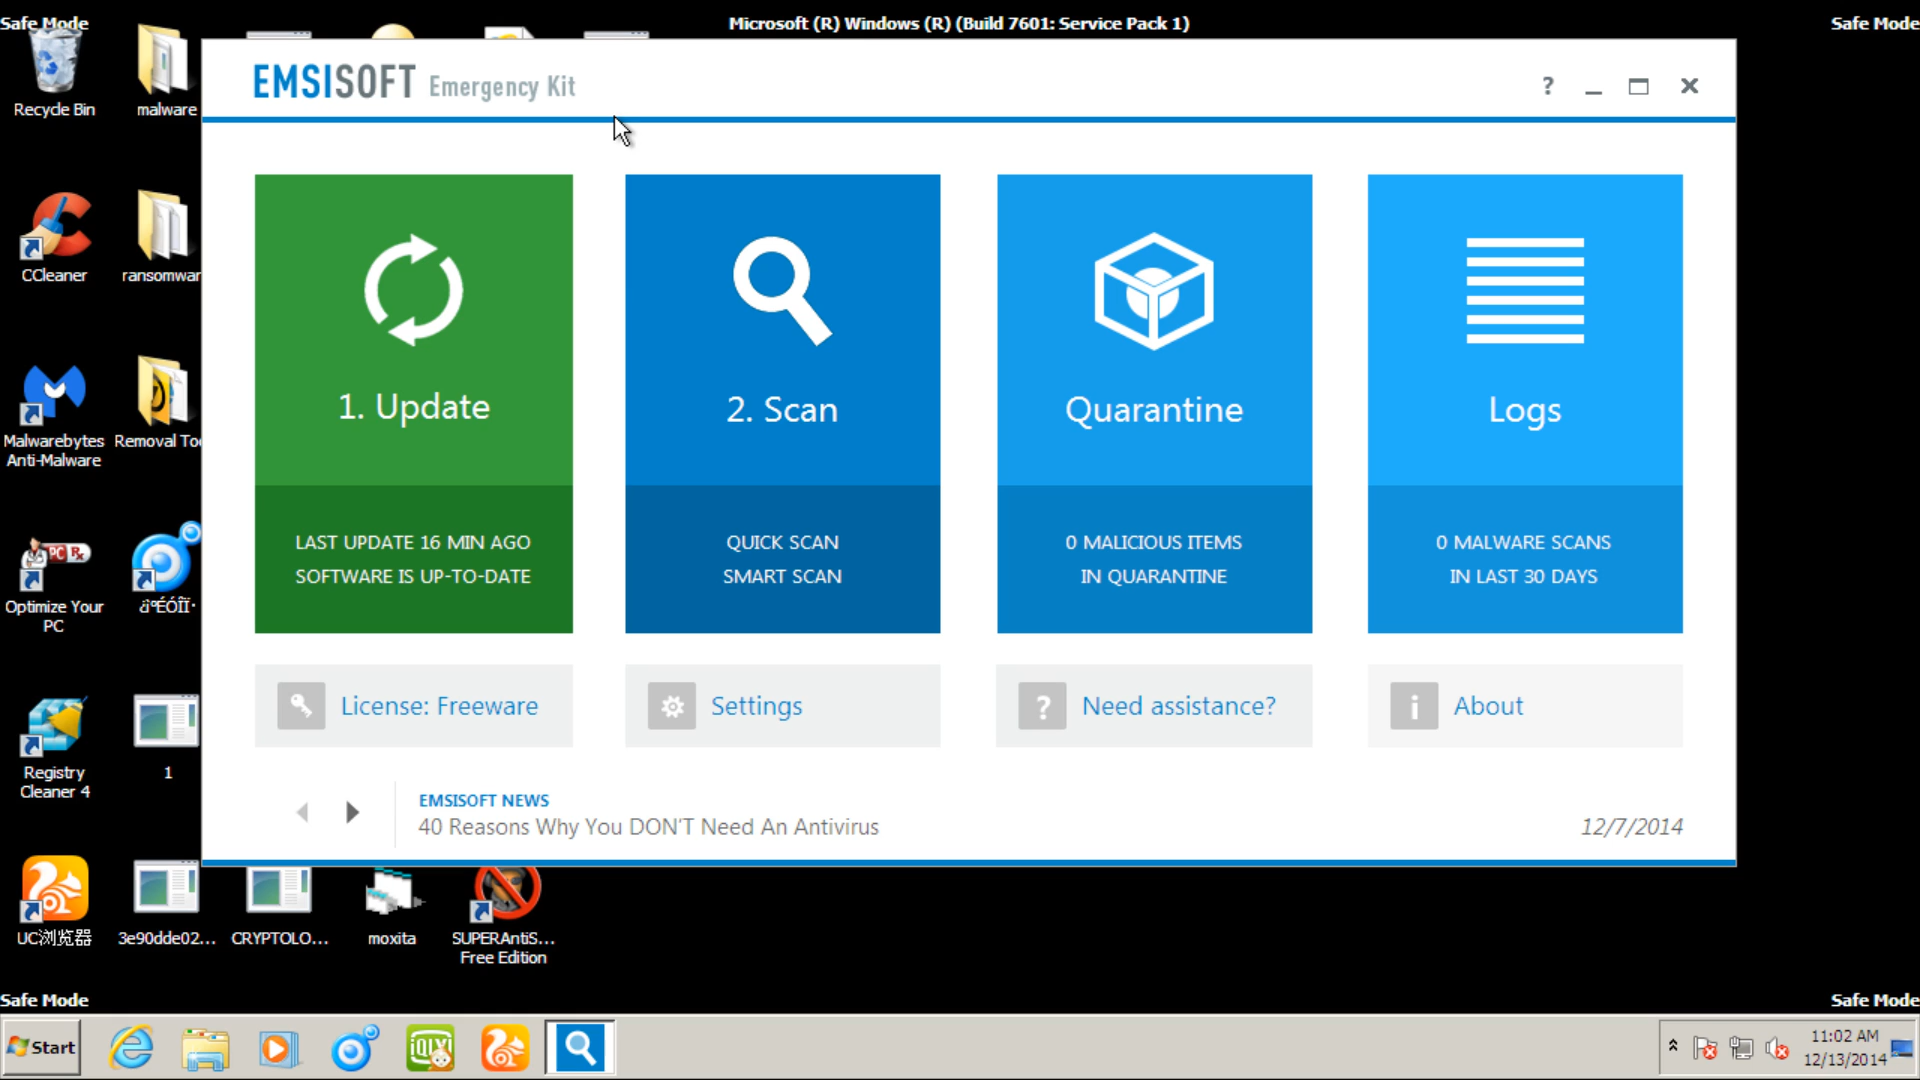 Safe Mode
Microsoft (R) Windows (R) (Build 7601: Service Pack 1)
Safe Mode
EMSISOFT Emergency Kit
?
Recycle Bin
malware
CCleaner
ransomwar
Malwarebytes
Anti-Malware
Removal Too
Optimize Your
PC
Registry
Cleaner 4
1
1. Update
2. Scan
Quarantine
Logs
LAST UPDATE 16 MIN AGO
SOFTWARE IS UP-TO-DATE
QUICK SCAN
SMART SCAN
0 MALICIOUS ITEMS
IN QUARANTINE
0 MALWARE SCANS
IN LAST 30 DAYS
License: Freeware
Settings
? Need assistance?
i About
EMSISOFT NEWS
40 Reasons Why You DON'T Need An Antivirus
12/7/2014
UC浏览器
3e90dde02...
CRYPTOLO...
moxita
SUPERAntiS...
Free Edition
Safe Mode
Safe Mode
Start
iQIYI
11:02 AM
12/13/2014